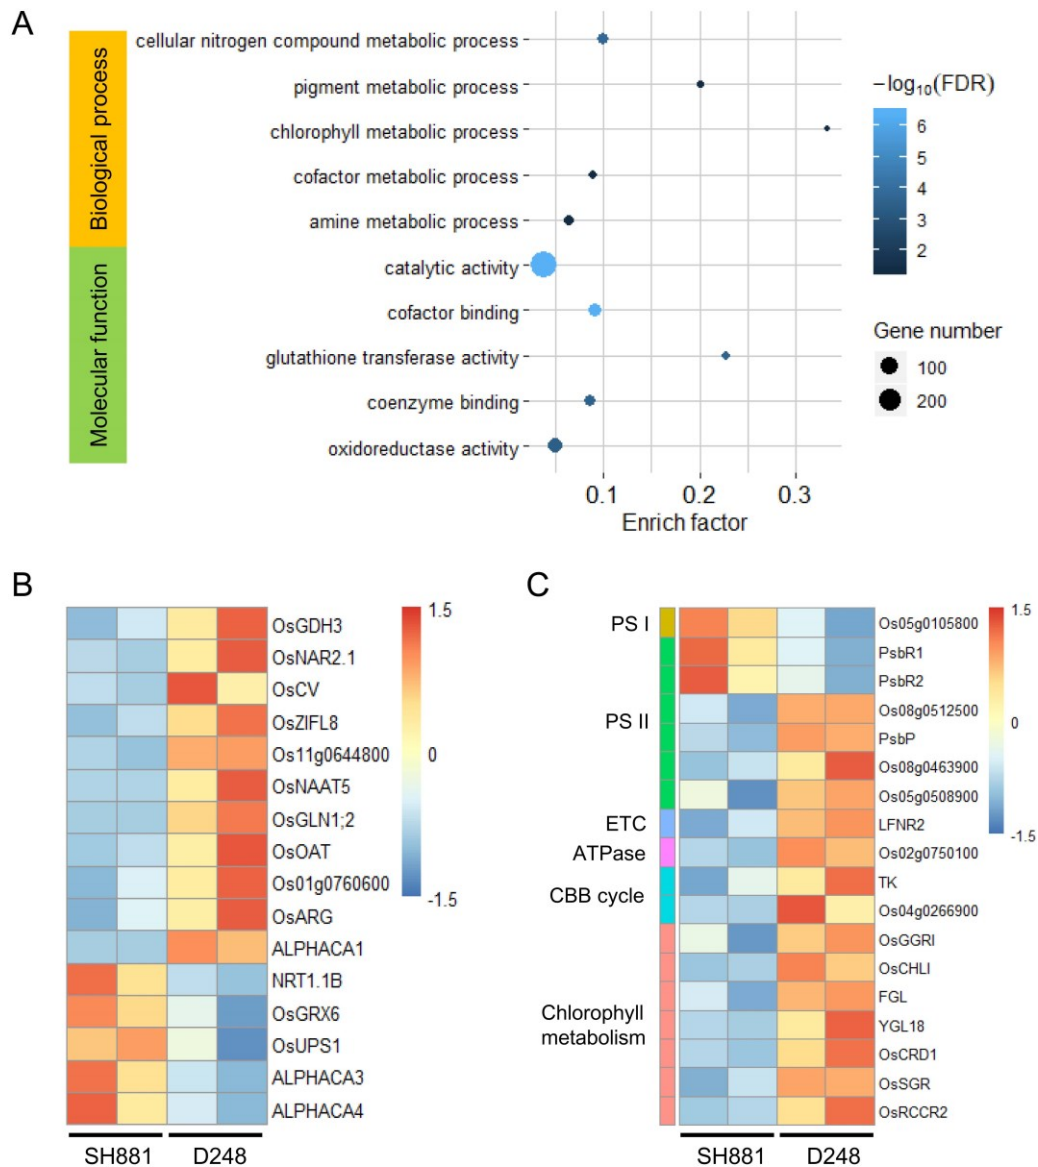 A
Biological process
Molecular function
cellular nitrogen compound metabolic process
pigment metabolic process
chlorophyll metabolic process
cofactor metabolic process
amine metabolic process
catalytic activity
cofactor binding
glutathione transferase activity
coenzyme binding
oxidoreductase activity
0.1 0.2 0.3
Enrich factor
−log10(FDR)
6
5
4
3
2
Gene number
100
200
B
OsGDH3
OsNAR2.1
OsCV
OsZIFL8
Os11g0644800
OsNAAT5
OsGLN1;2
OsOAT
Os01g0760600
OsARG
ALPHACA1
NRT1.1B
OsGRX6
OsUPS1
ALPHACA3
ALPHACA4
SH881 D248
1.5
0
-1.5
C
PS I
PS II
ETC
ATPase
CBB cycle
Chlorophyll
metabolism
Os05g0105800
PsbR1
PsbR2
Os08g0512500
PsbP
Os08g0463900
Os05g0508900
LFNR2
Os02g0750100
TK
Os04g0266900
OsGGRI
OsCHLI
FGL
YGL18
OsCRD1
OsSGR
OsRCCR2
SH881 D248
1.5
0
-1.5